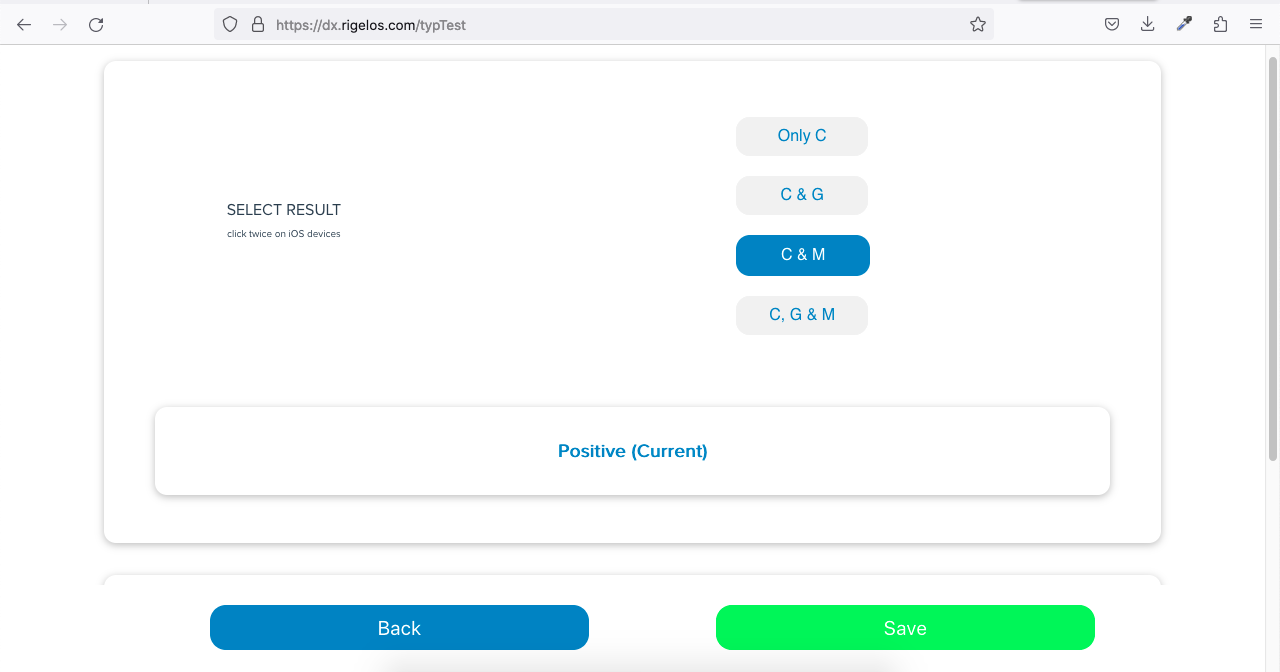 https://dx.rigelos.com/typTest
Only C
C & G
SELECT RESULT
click twice on iOS devices
C & M
C, G & M
Positive (Current)
Back
Save